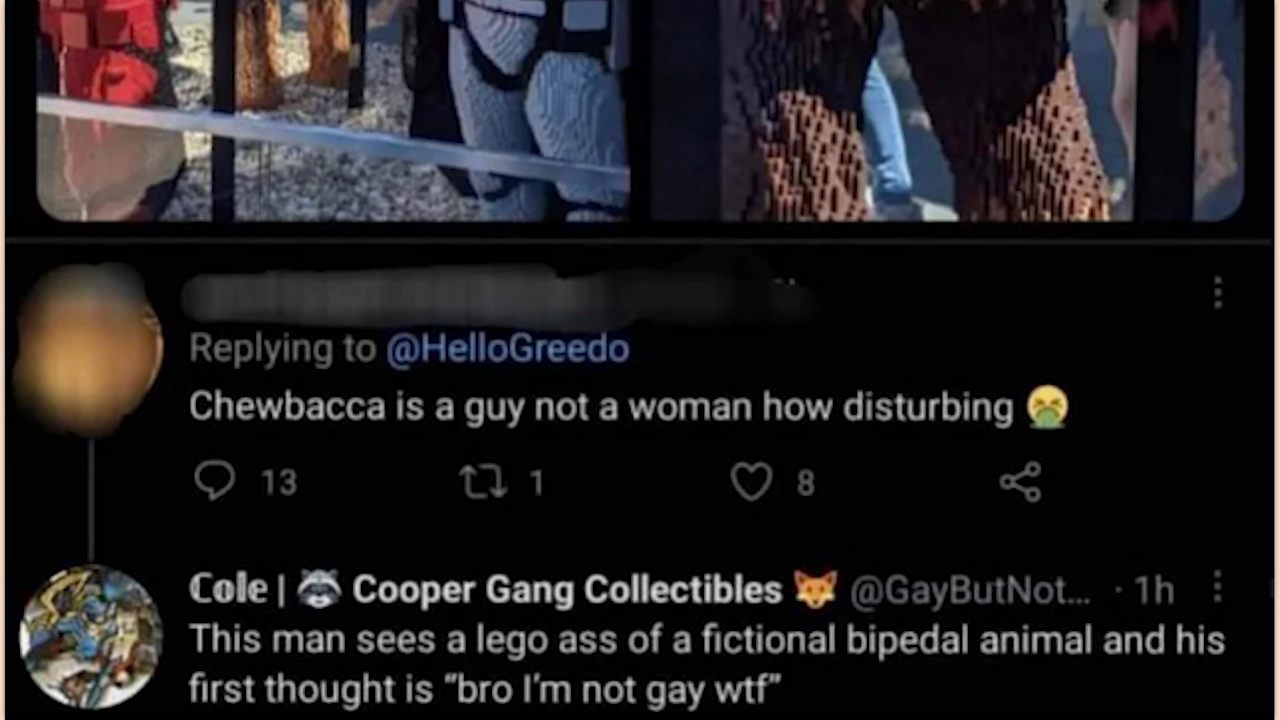 Replying to @HelloGreedo
Chewbacca is a guy not a woman how disturbing 🤮
13 1 8
Cole | 🦝 Cooper Gang Collectibles 🦊 @GayButNot... · 1h
This man sees a lego ass of a fictional bipedal animal and his
first thought is “bro I’m not gay wtf”